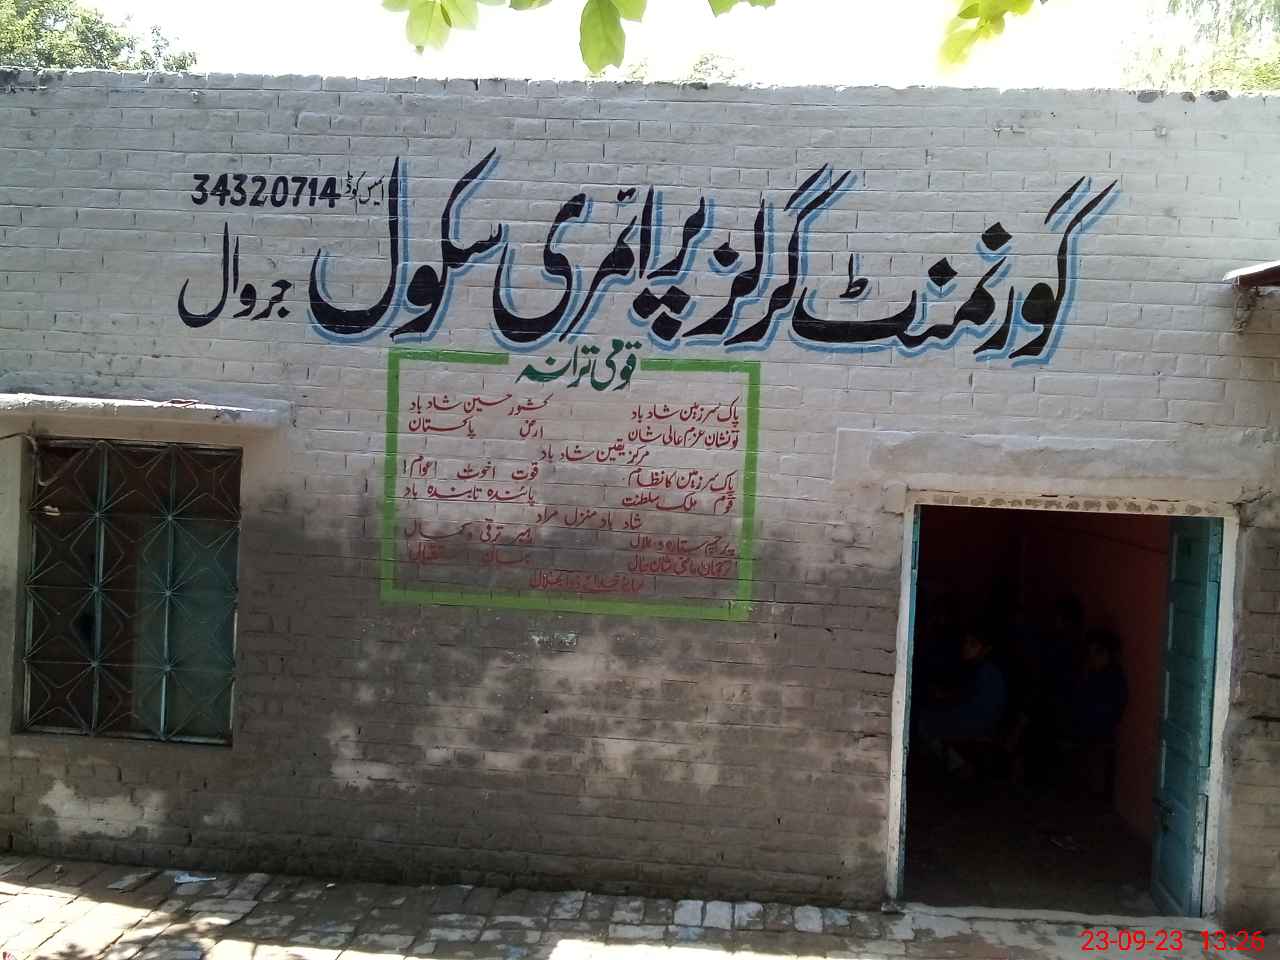 گورنمنٹ گرلز پرائمری سکول جروال
ایمس کوڈ 34320714
قومی ترانہ
پاک سرزمین شاد باد کشور حسین شاد باد
تو نشان عزم عالی شان ارض پاکستان
مرکز یقین شاد باد
پاک سرزمین کا نظام قوت اخوت عوام
قوم ملک سلطنت پائندہ تابندہ باد
شاد باد منزل مراد
پرچم ستارہ و ہلال رہبر ترقی و کمال
ترجمان ماضی شان حال جان استقبال
سایۂ خدائے ذوالجلال
23-09-23 13:26